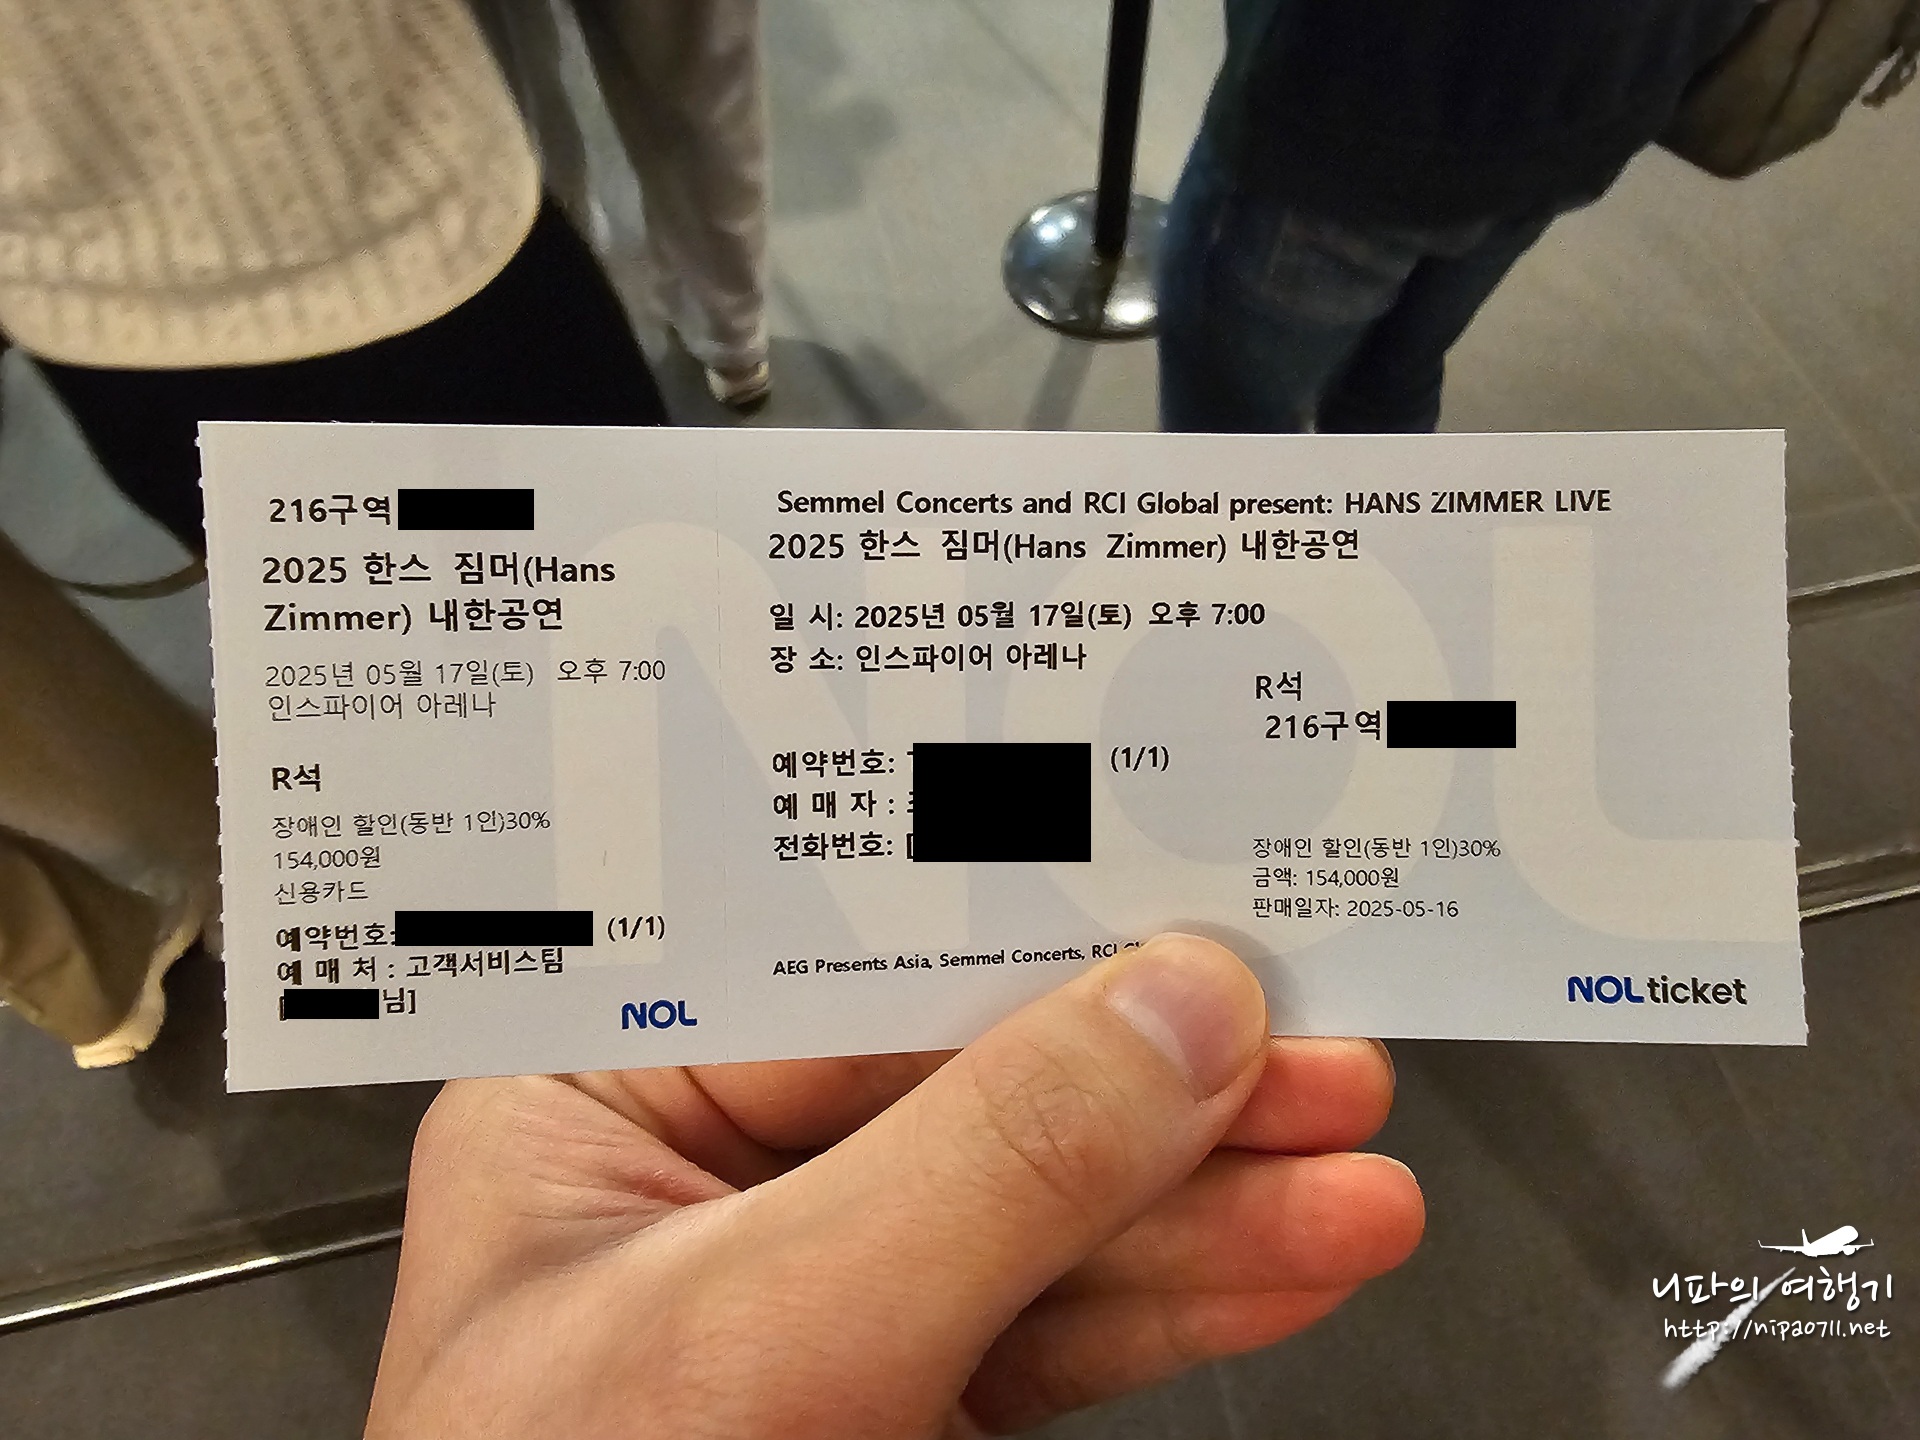 216구역
2025 한스 짐머(Hans
Zimmer) 내한공연
2025년 05월 17일(토) 오후 7:00
인스파이어 아레나
R석
장애인 할인(동반 1인)30%
154,000원
신용카드
예약번호: (1/1)
예 매 처 : 고객서비스팀
[ 님]
NOL
Semmel Concerts and RCI Global present: HANS ZIMMER LIVE
2025 한스 짐머(Hans Zimmer) 내한공연
일 시: 2025년 05월 17일(토) 오후 7:00
장 소: 인스파이어 아레나
R석
216구역
예약번호: (1/1)
예 매 자 :
전화번호: [
장애인 할인(동반 1인)30%
금액: 154,000원
판매일자: 2025-05-16
AEG Presents Asia, Semmel Concerts, RCI
NOL ticket
NOL
니파의 여행기
http://nipa0711.net